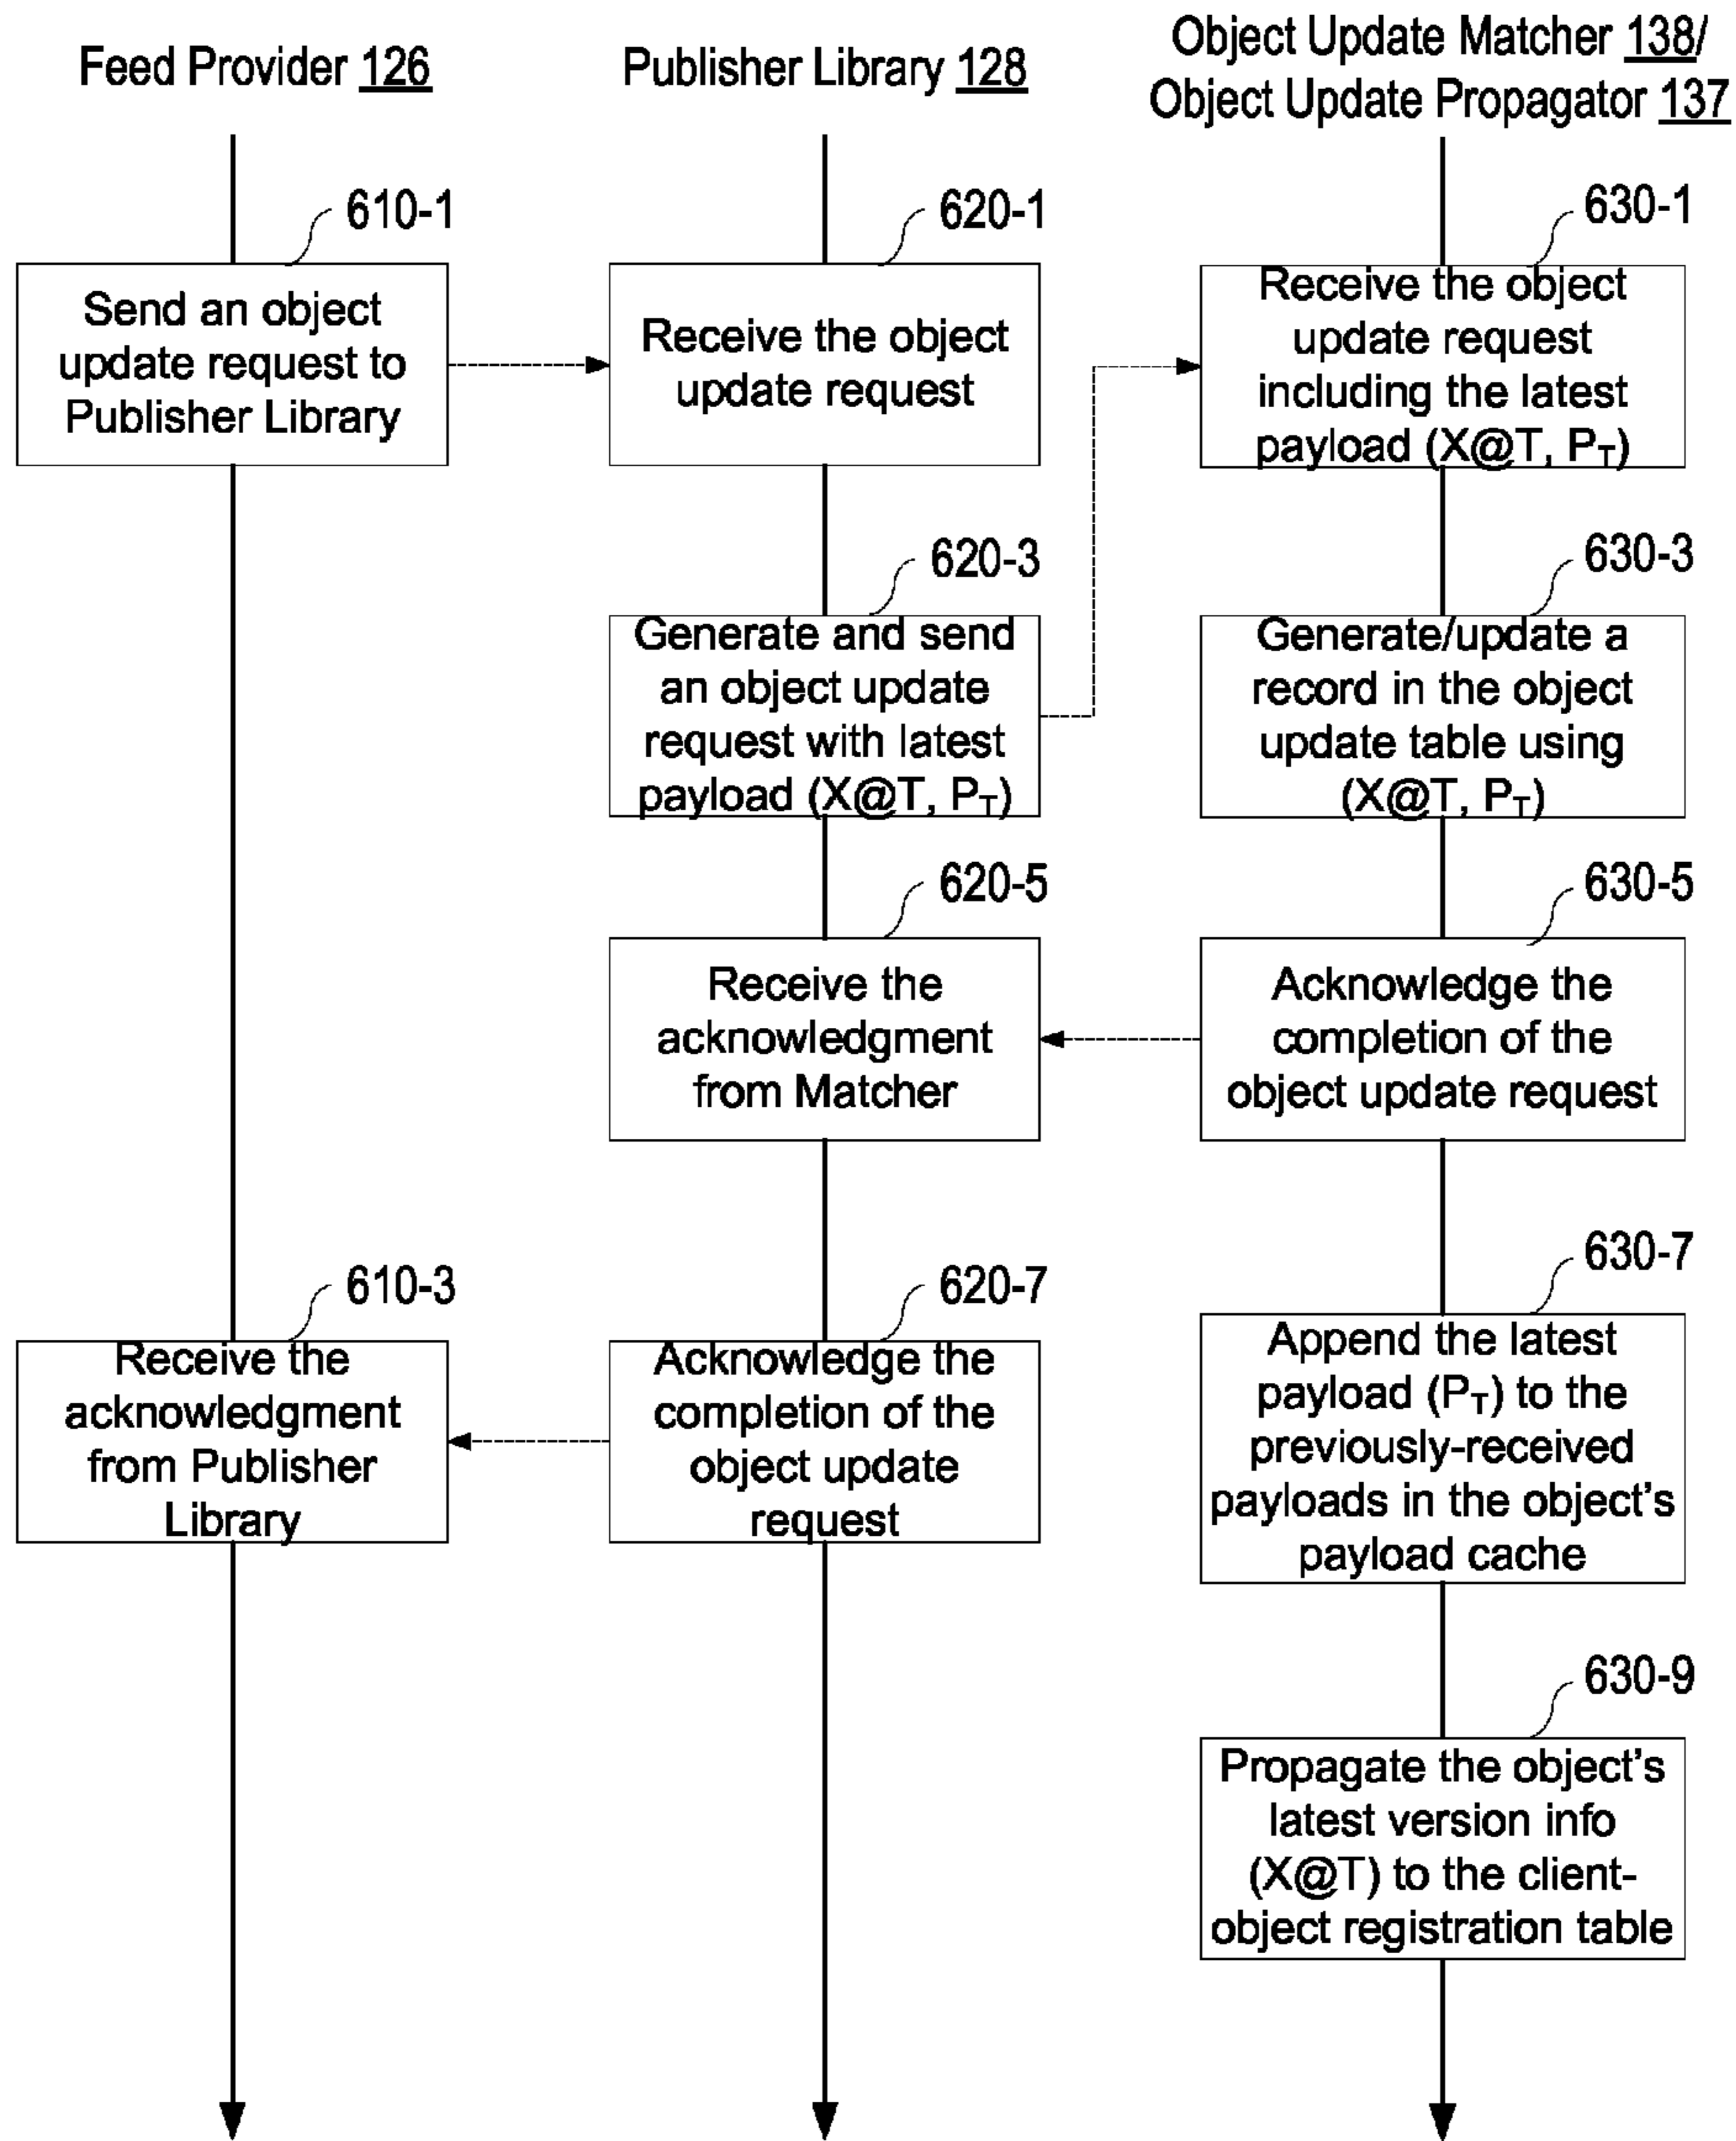 Feed Provider 126
Publisher Library 128
Object Update Matcher 138/
Object Update Propagator 137
610-1
Send an object
update request to
Publisher Library
620-1
Receive the object
update request
630-1
Receive the object
update request
including the latest
payload (X@T, P_T)
620-3
Generate and send
an object update
request with latest
payload (X@T, P_T)
630-3
Generate/update a
record in the object
update table using
(X@T, P_T)
620-5
Receive the
acknowledgment
from Matcher
630-5
Acknowledge the
completion of the
object update request
610-3
Receive the
acknowledgment
from Publisher
Library
620-7
Acknowledge the
completion of the
object update
request
630-7
Append the latest
payload (P_T) to the
previously-received
payloads in the object's
payload cache
630-9
Propagate the object's
latest version info
(X@T) to the client-
object registration table